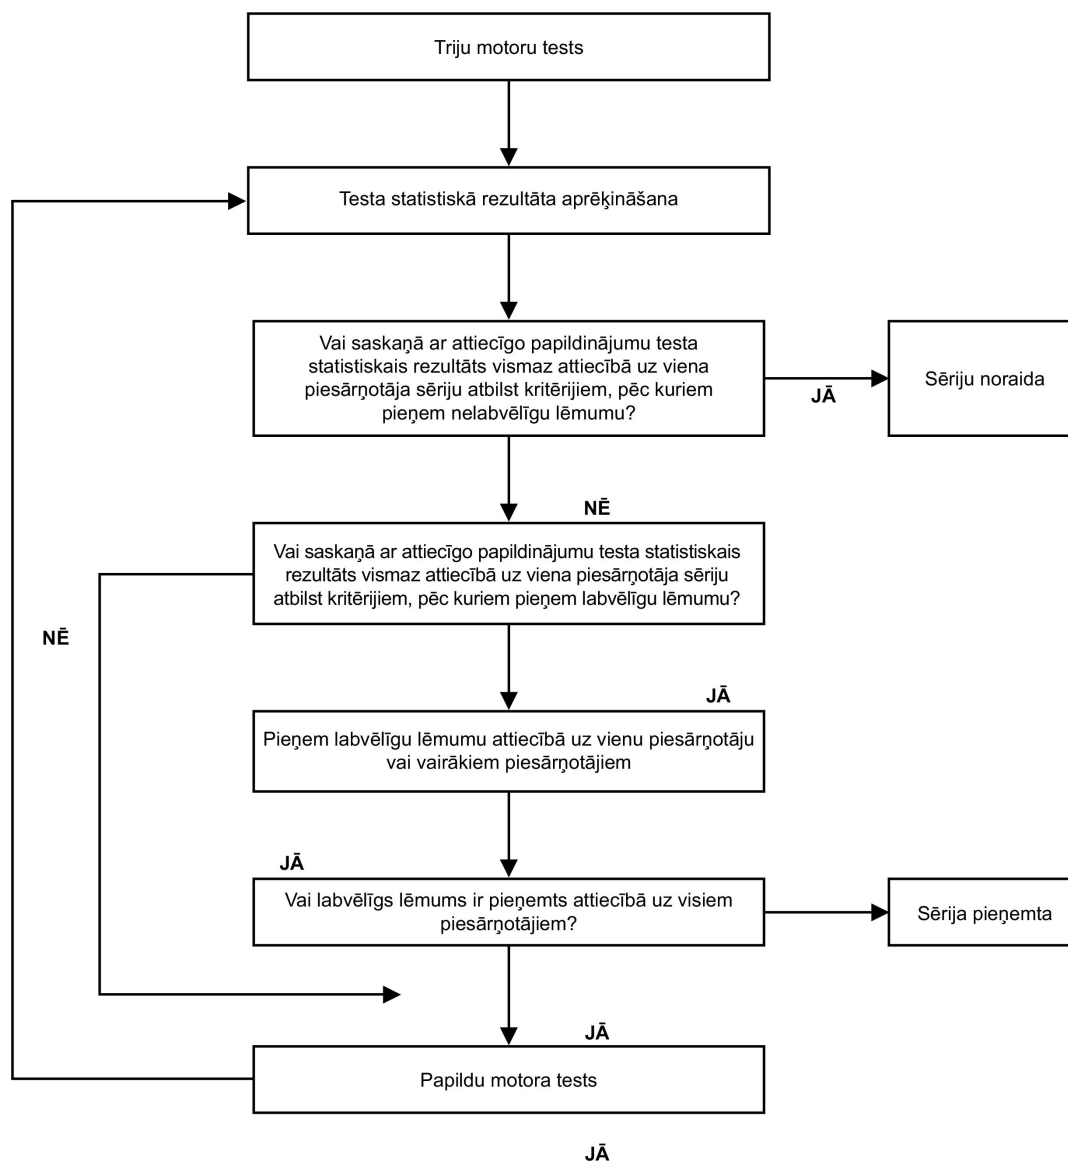 Triju motoru tests
Testa statistiskā rezultāta aprēķināšana
Vai saskaņā ar attiecīgo papildinājumu testa
statistiskais rezultāts vismaz attiecībā uz viena
piesārņotāja sēriju atbilst kritērijiem, pēc kuriem
pieņem nelabvēlīgu lēmumu?
JĀ
Sēriju noraida
NĒ
Vai saskaņā ar attiecīgo papildinājumu testa statistiskais
rezultāts vismaz attiecībā uz viena piesārņotāja sēriju
atbilst kritērijiem, pēc kuriem pieņem labvēlīgu lēmumu?
NĒ
JĀ
Pieņem labvēlīgu lēmumu attiecībā uz vienu piesārņotāju
vai vairākiem piesārņotājiem
JĀ
Vai labvēlīgs lēmums ir pieņemts attiecībā uz visiem
piesārņotājiem?
Sērija pieņemta
JĀ
Papildu motora tests
JĀ